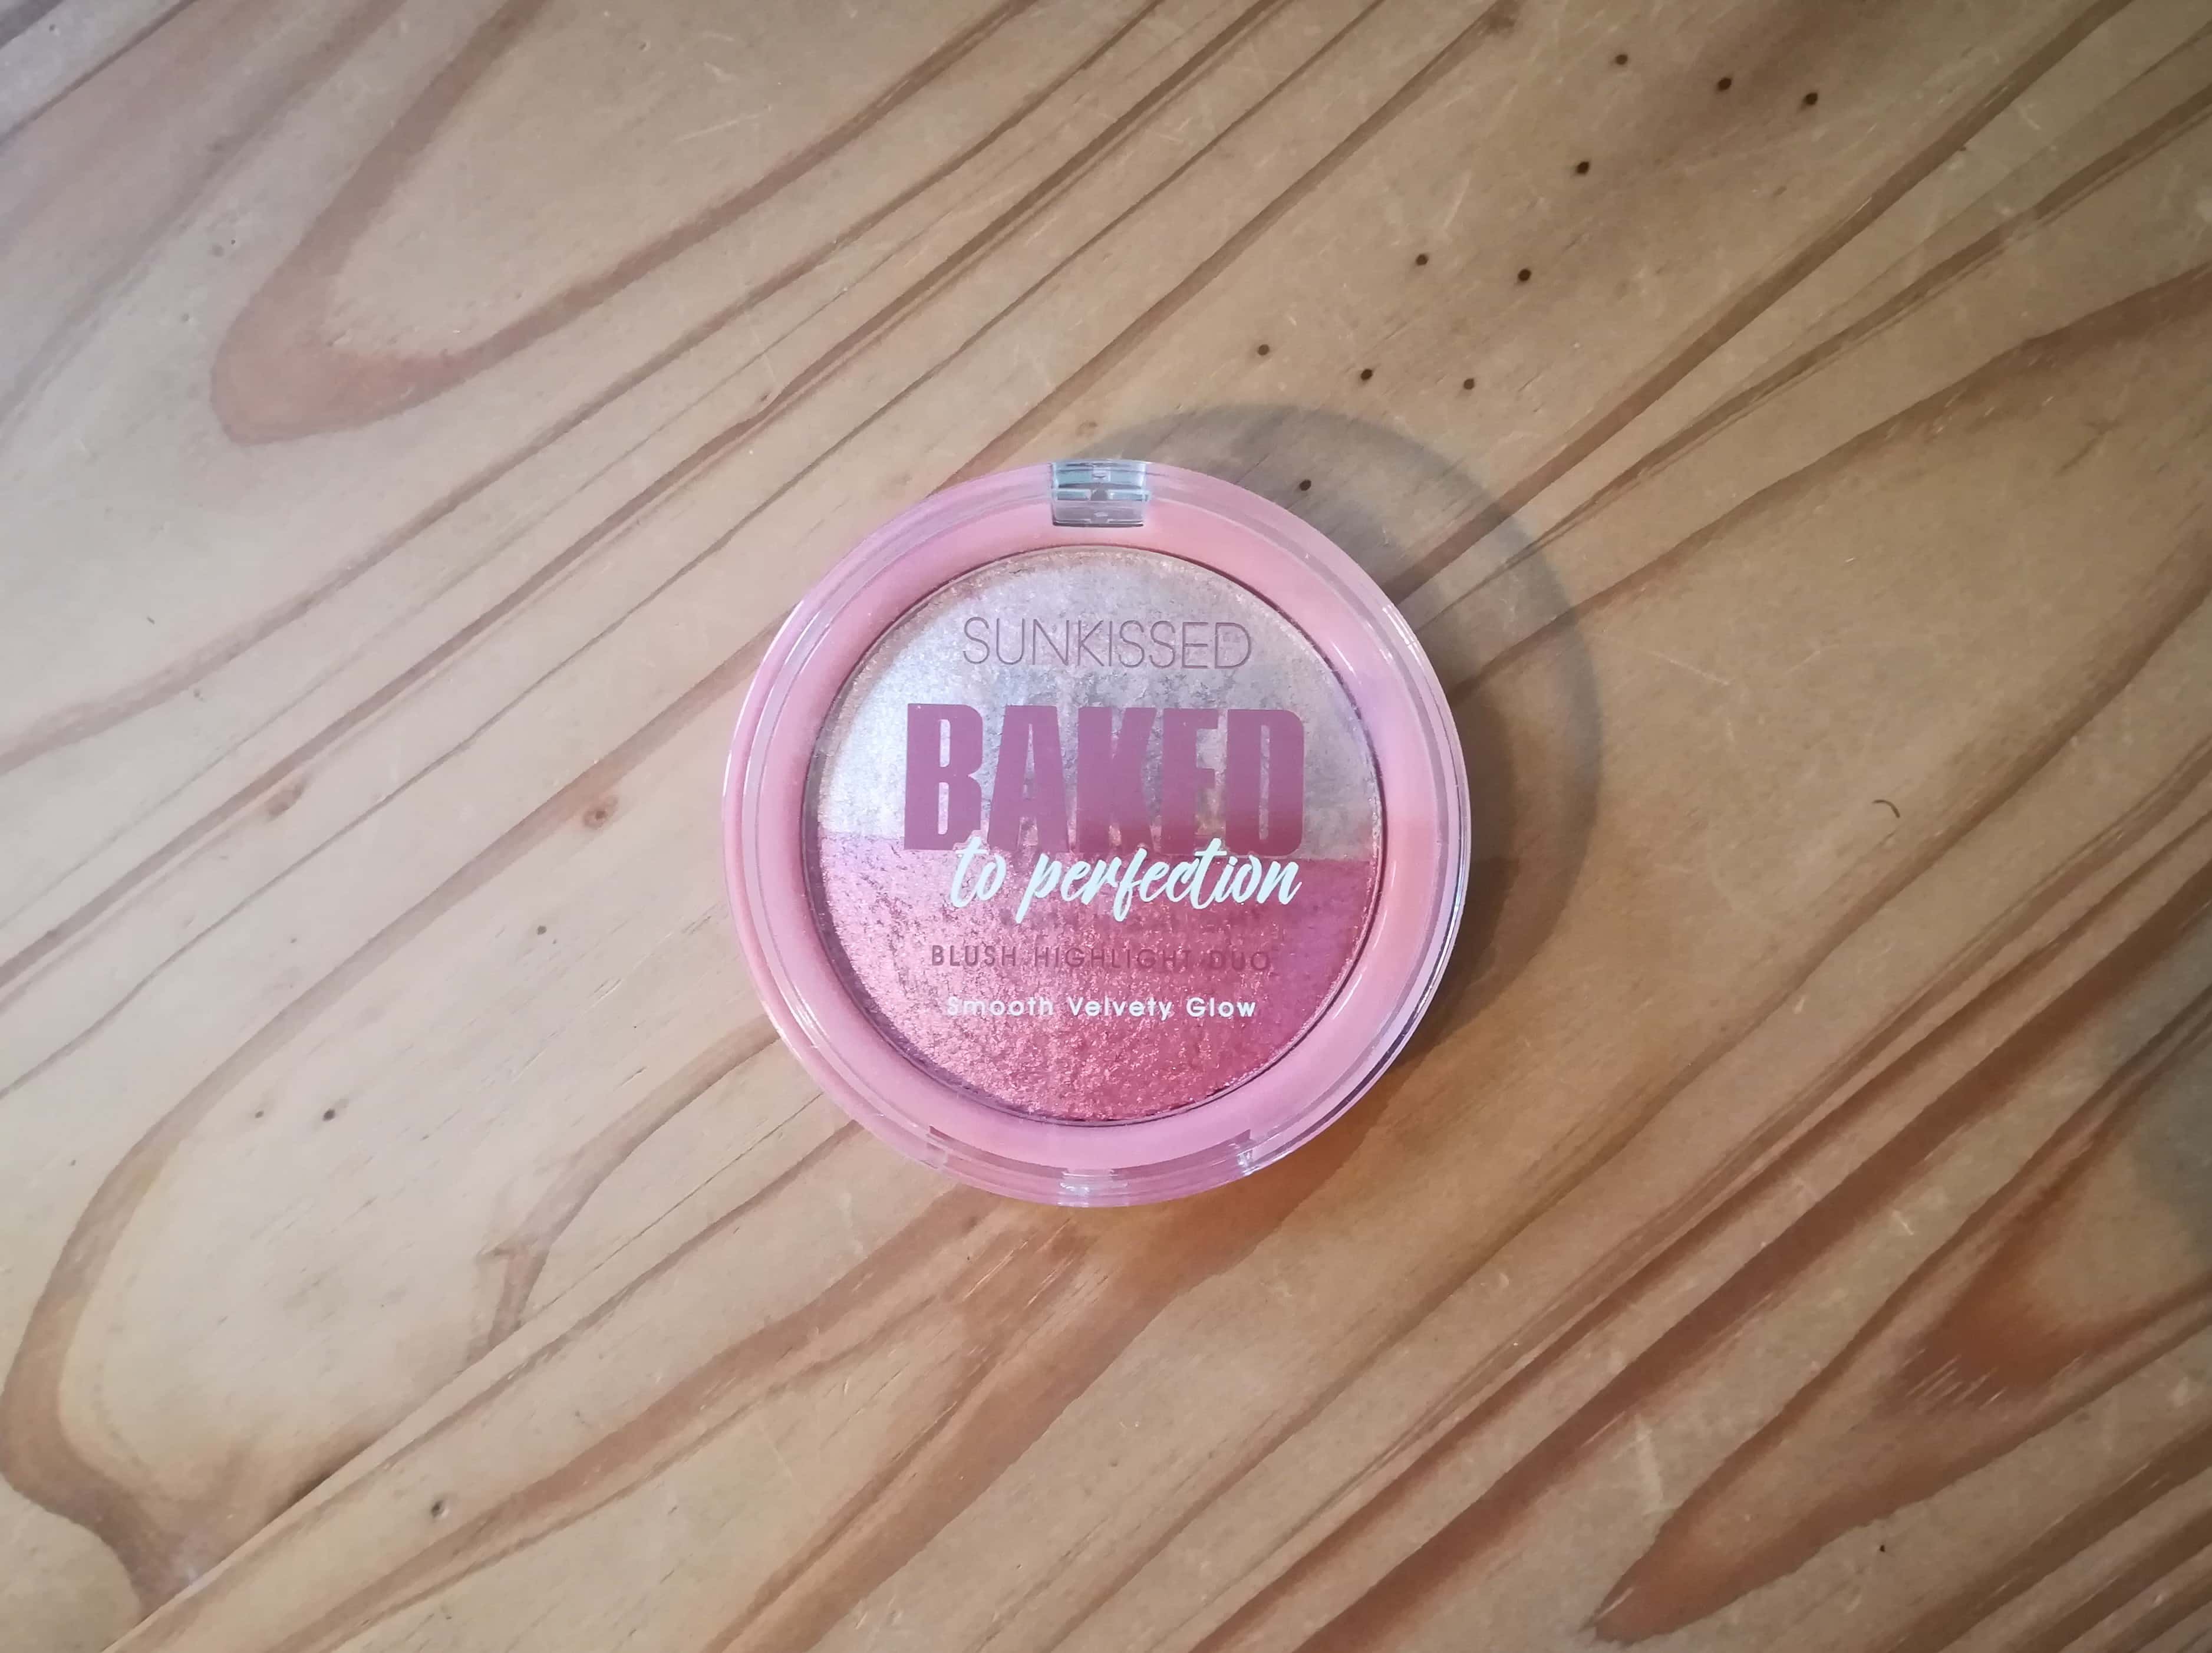 SUNKISSED
BAKED
to perfection
BLUSH HIGHLIGHT DUO
Smooth Velvety Glow